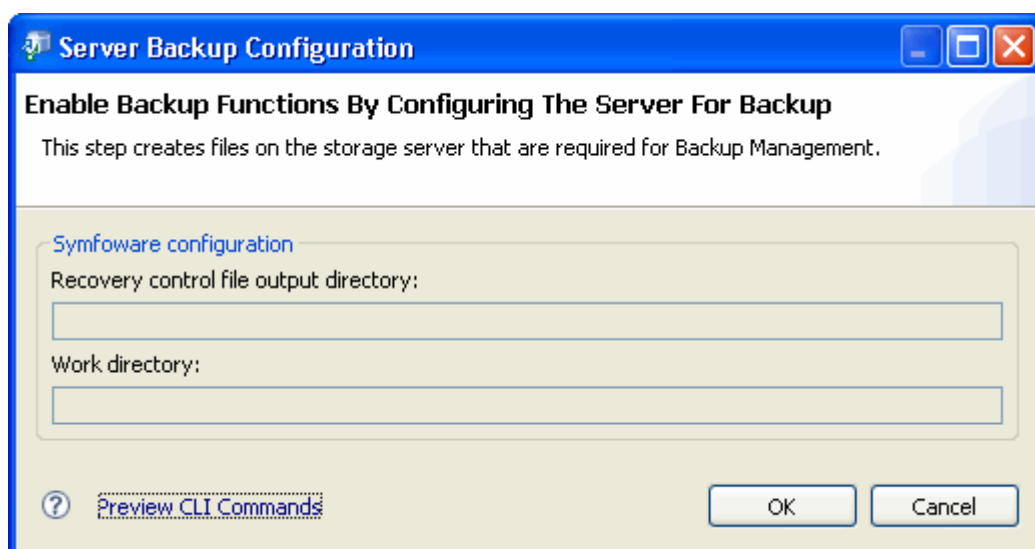 Server Backup Configuration
Enable Backup Functions By Configuring The Server For Backup
This step creates files on the storage server that are required for Backup Management.
Symfoware configuration
Recovery control file output directory:
Work directory:
Preview CLI Commands
OK
Cancel